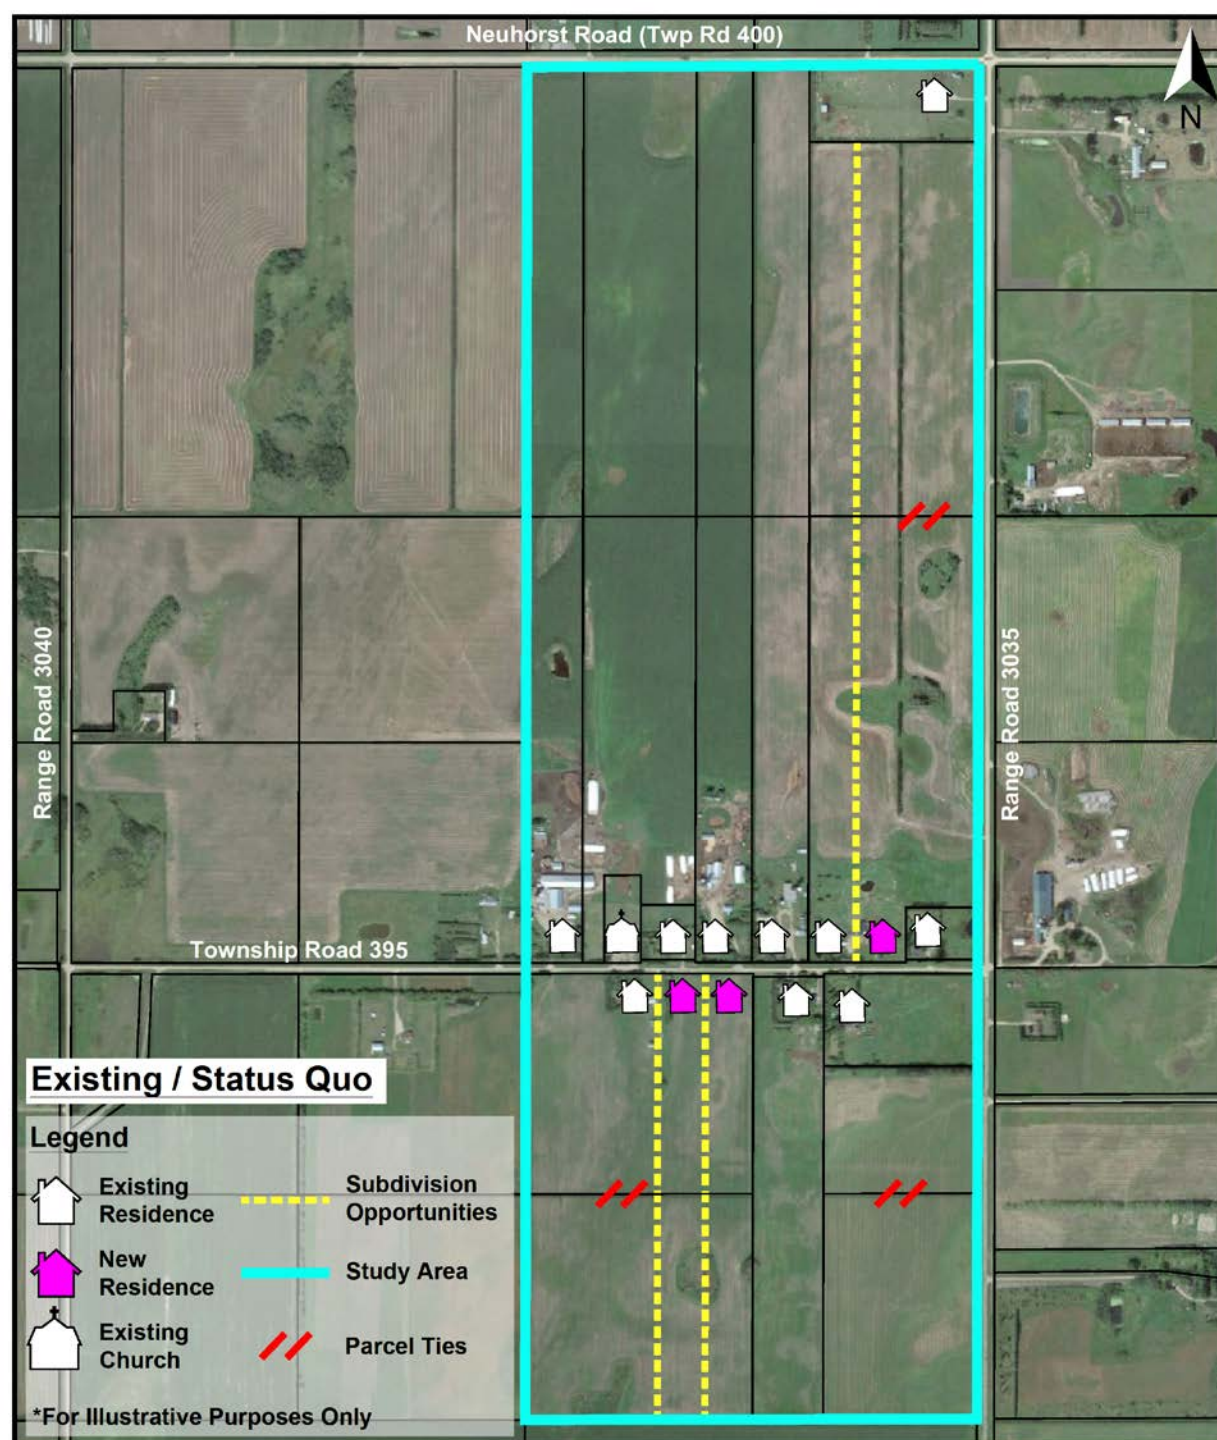 Neuhorst Road (Twp Rd 400)
N
Range Road 3040
Range Road 3035
Township Road 395
Existing / Status Quo
Legend
Existing
Residence
Subdivision
Opportunities
New
Residence
Study Area
Existing
Church
Parcel Ties
*For Illustrative Purposes Only